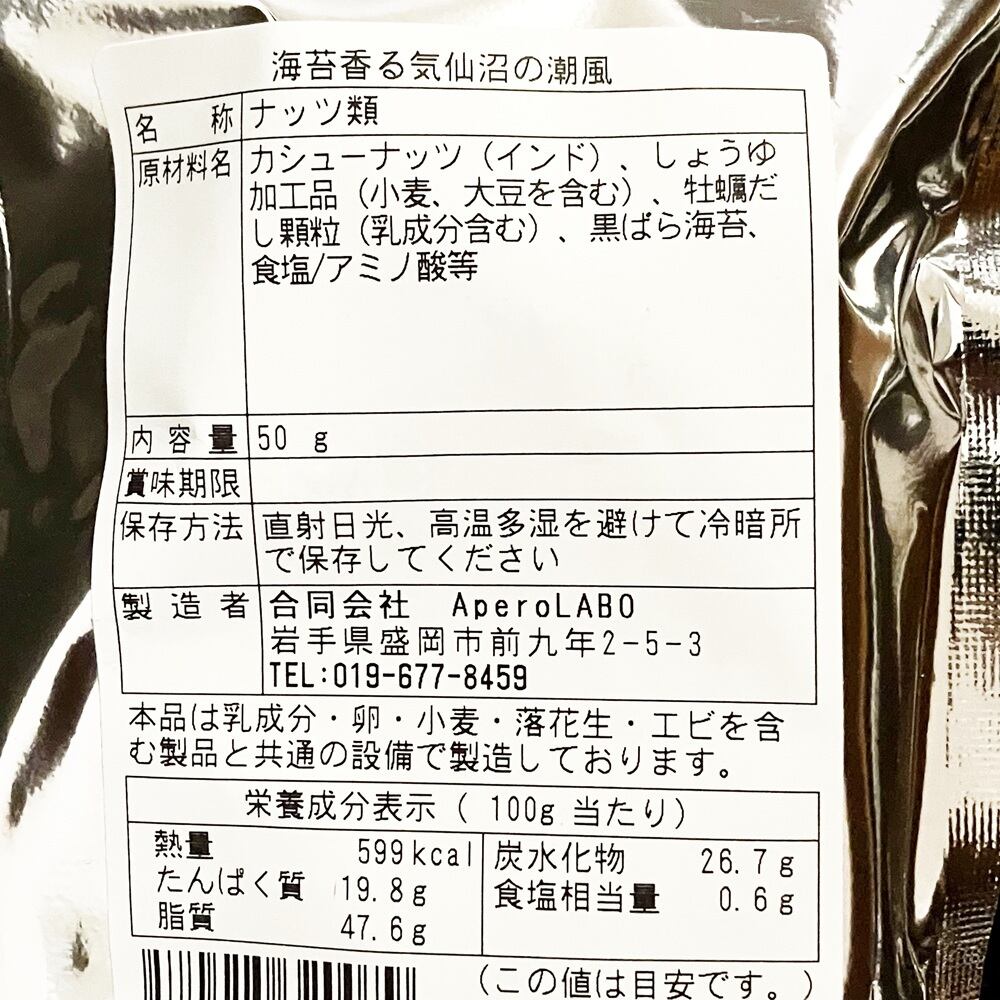 海苔香る気仙沼の潮風
名 称 ナッツ類
原材料名 カシューナッツ（インド）、しょうゆ
加工品（小麦、大豆を含む）、牡蠣だ
し顆粒（乳成分含む）、黒ばら海苔、
食塩/アミノ酸等
内容量 50 g
賞味期限
保存方法 直射日光、高温多湿を避けて冷暗所
で保存してください
製造者 合同会社 AperoLABO
岩手県盛岡市前九年2-5-3
TEL:019-677-8459
本品は乳成分・卵・小麦・落花生・エビを含
む製品と共通の設備で製造しております。
栄養成分表示（100g 当たり）
熱量 599kcal 炭水化物 26.7g
たんぱく質 19.8g 食塩相当量 0.6g
脂質 47.6g
（この値は目安です。）